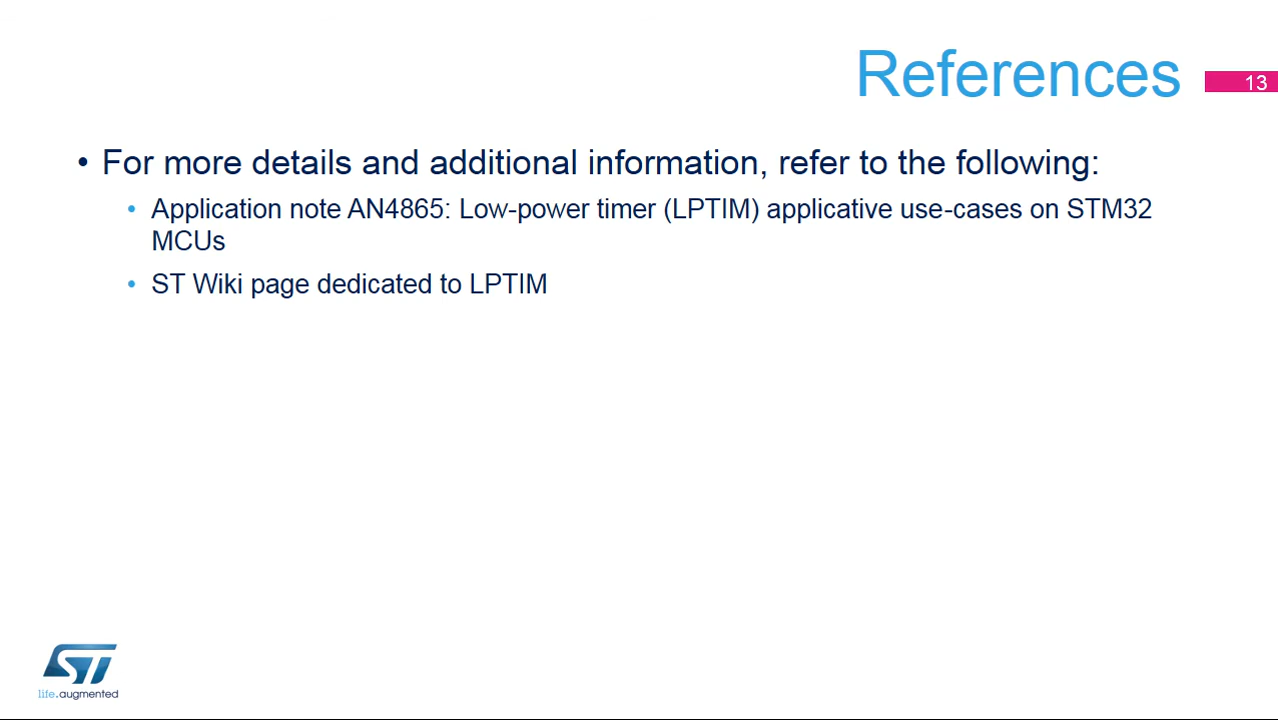 References
13
• For more details and additional information, refer to the following:
• Application note AN4865: Low-power timer (LPTIM) applicative use-cases on STM32
MCUs
• ST Wiki page dedicated to LPTIM
ST
life.augmented